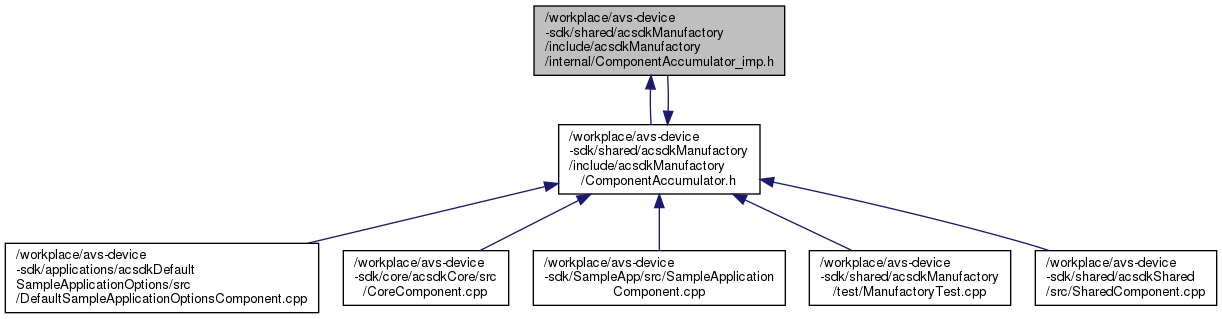 /workplace/avs-device
-sdk/shared/acsdkManufactory
/include/acsdkManufactory
/internal/ComponentAccumulator_imp.h
/workplace/avs-device
-sdk/shared/acsdkManufactory
/include/acsdkManufactory
/ComponentAccumulator.h
/workplace/avs-device
-sdk/applications/acsdkDefault
SampleApplicationOptions/src
/DefaultSampleApplicationOptionsComponent.cpp
/workplace/avs-device
-sdk/core/acsdkCore/src
/CoreComponent.cpp
/workplace/avs-device
-sdk/SampleApp/src/SampleApplication
Component.cpp
/workplace/avs-device
-sdk/shared/acsdkManufactory
/test/ManufactoryTest.cpp
/workplace/avs-device
-sdk/shared/acsdkShared
/src/SharedComponent.cpp